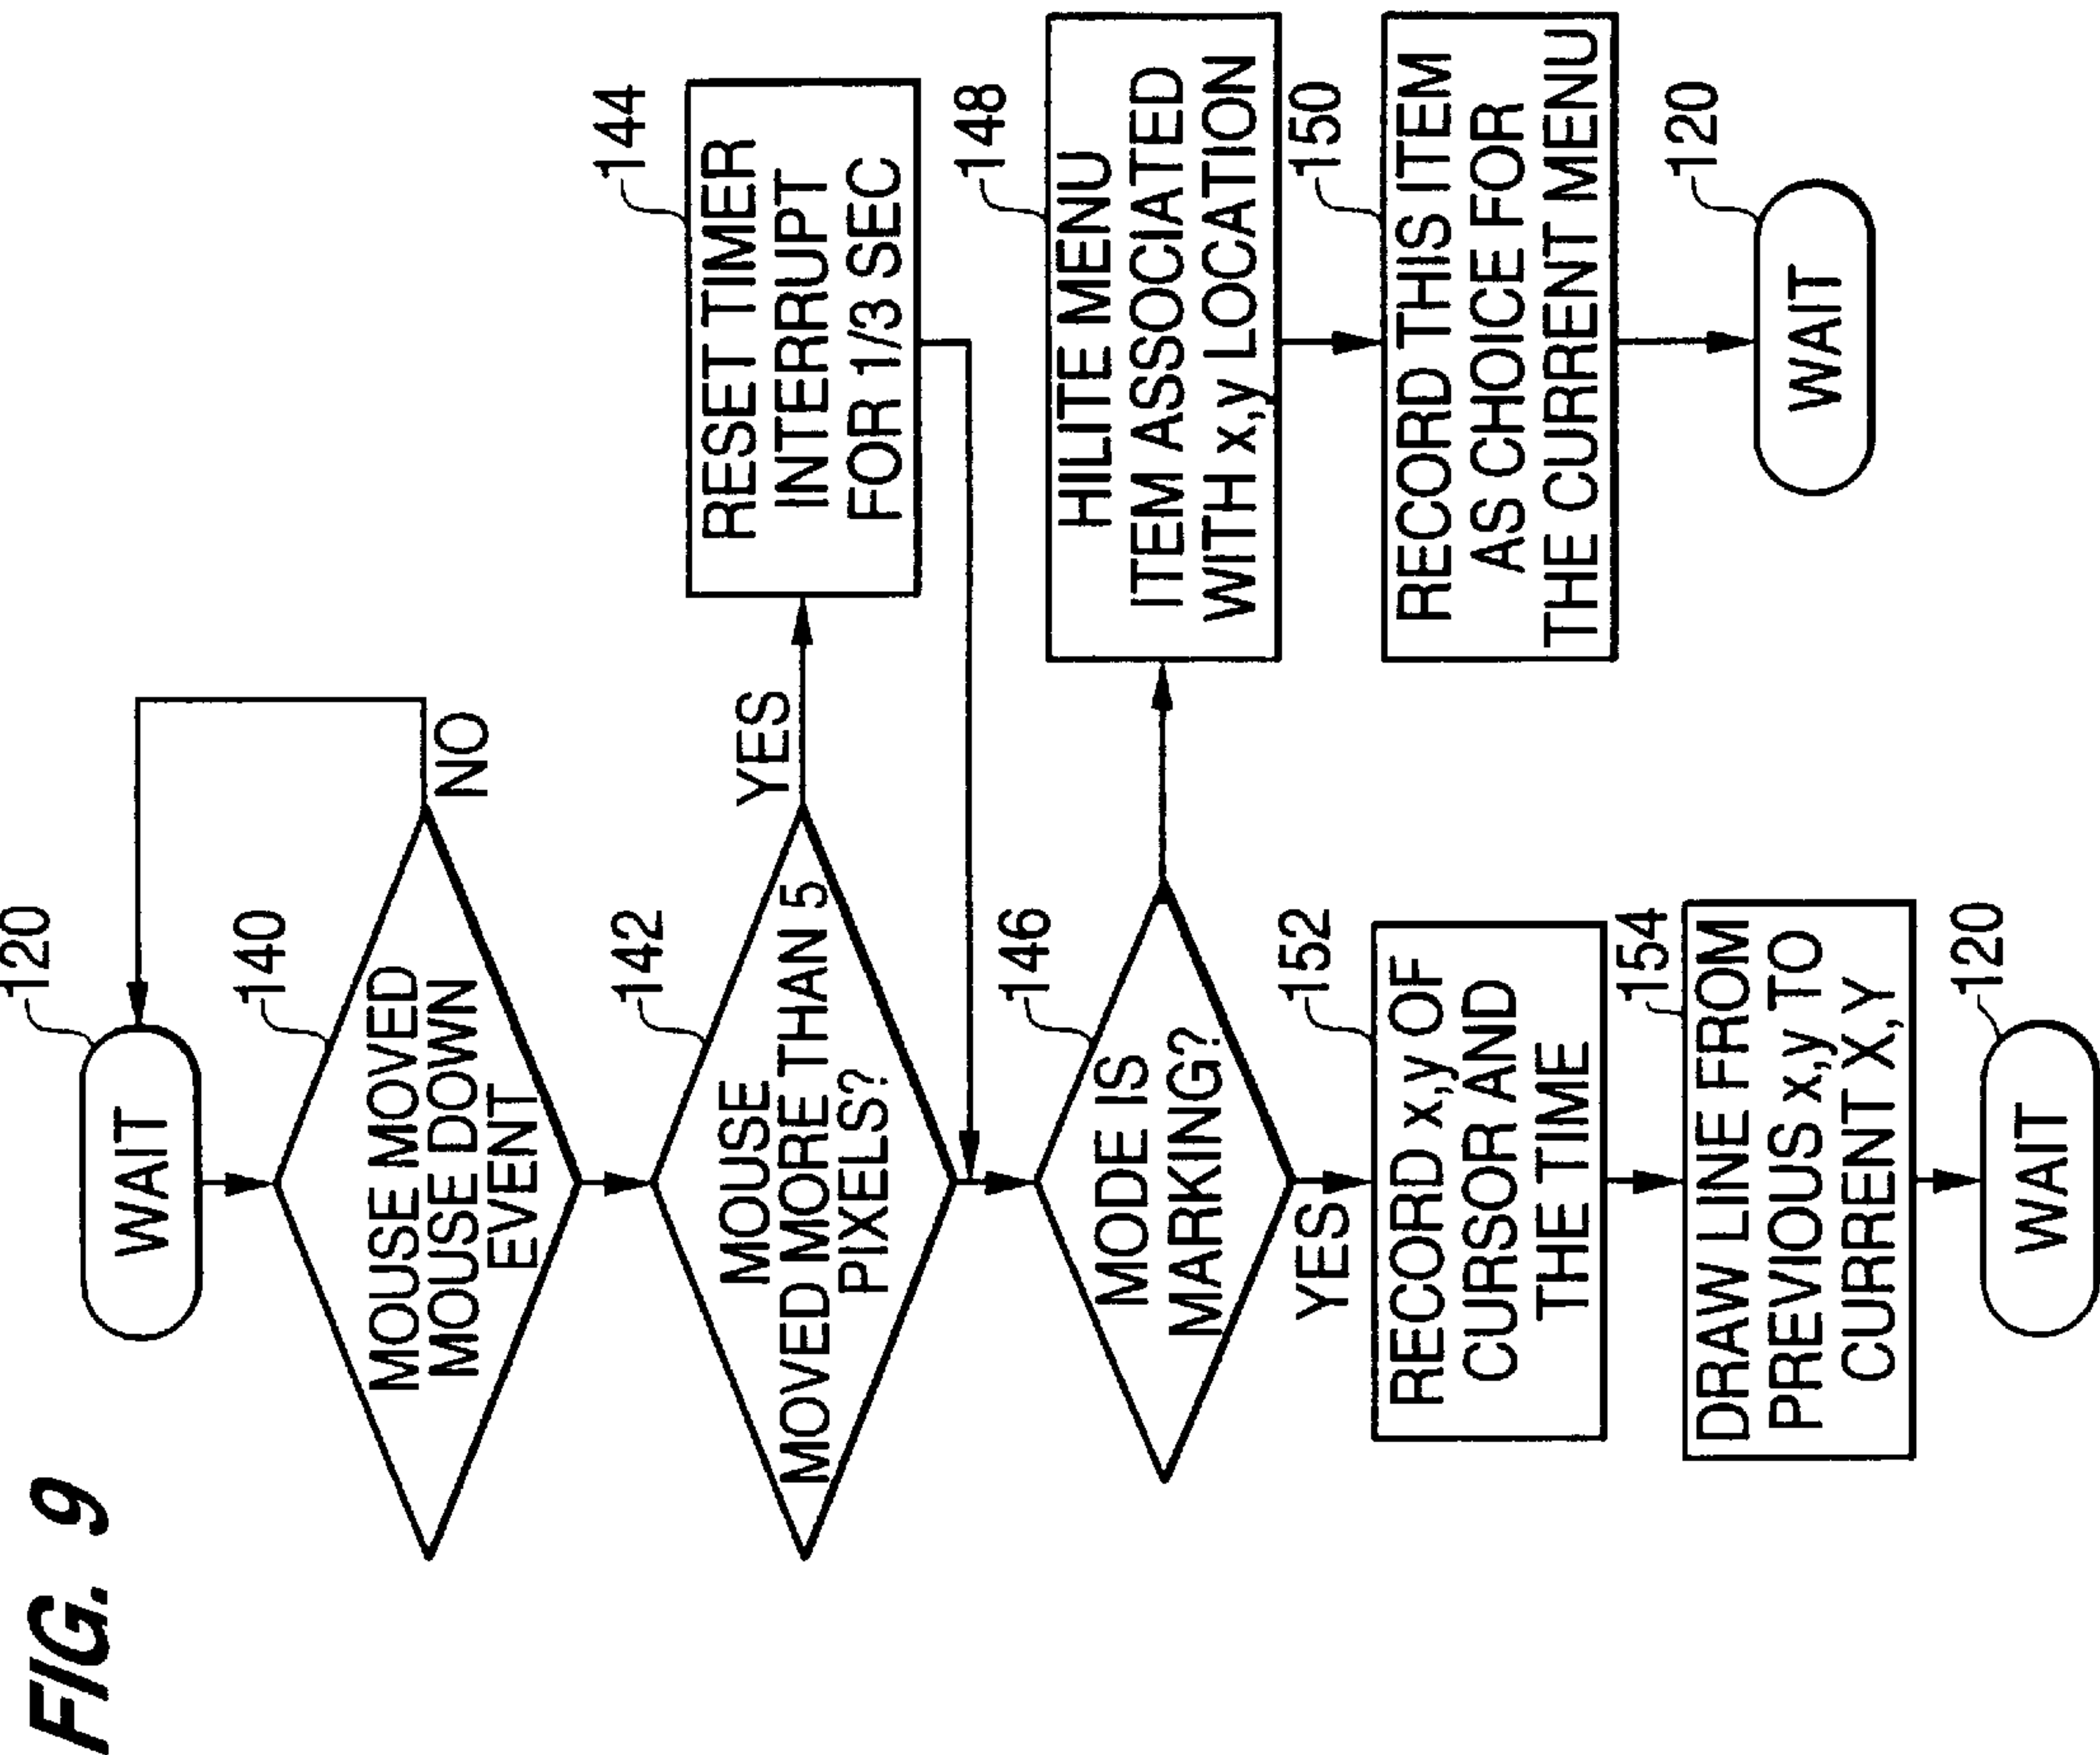 FIG. 9
120
WAIT
140
MOUSE MOVED
MOUSE DOWN
EVENT
NO
142
MOUSE
MOVED MORE THAN 5
PIXELS?
YES
144
RESET TIMER
INTERRUPT
FOR 1/3 SEC
146
MODE IS
MARKING?
YES
148
HILITE MENU
ITEM ASSOCIATED
WITH x,y LOCATION
150
RECORD THIS ITEM
AS CHOICE FOR
THE CURRENT MENU
120
WAIT
152
RECORD x,y OF
CURSOR AND
THE TIME
154
DRAW LINE FROM
PREVIOUS x,y TO
CURRENT X,Y
120
WAIT